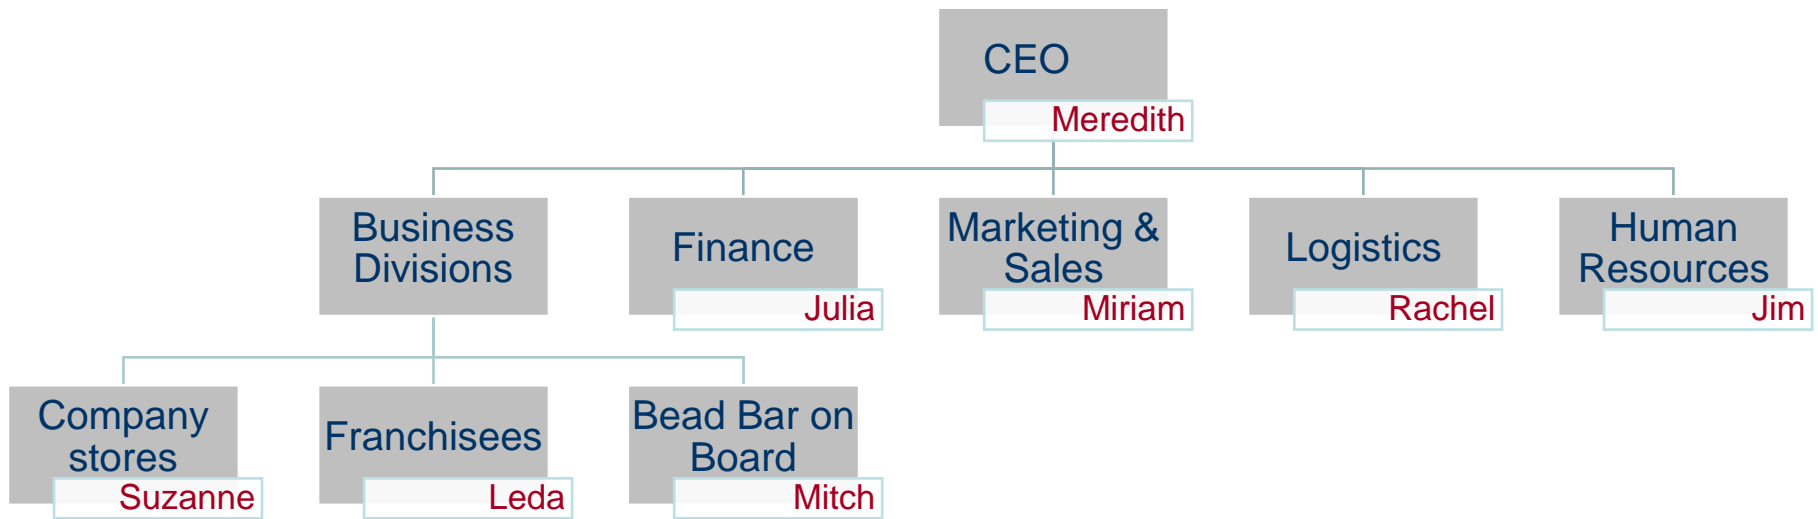 CEO
Meredith
Business
Divisions
Finance
Julia
Marketing &
Sales
Miriam
Logistics
Rachel
Human
Resources
Jim
Company
stores
Suzanne
Franchisees
Leda
Bead Bar on
Board
Mitch